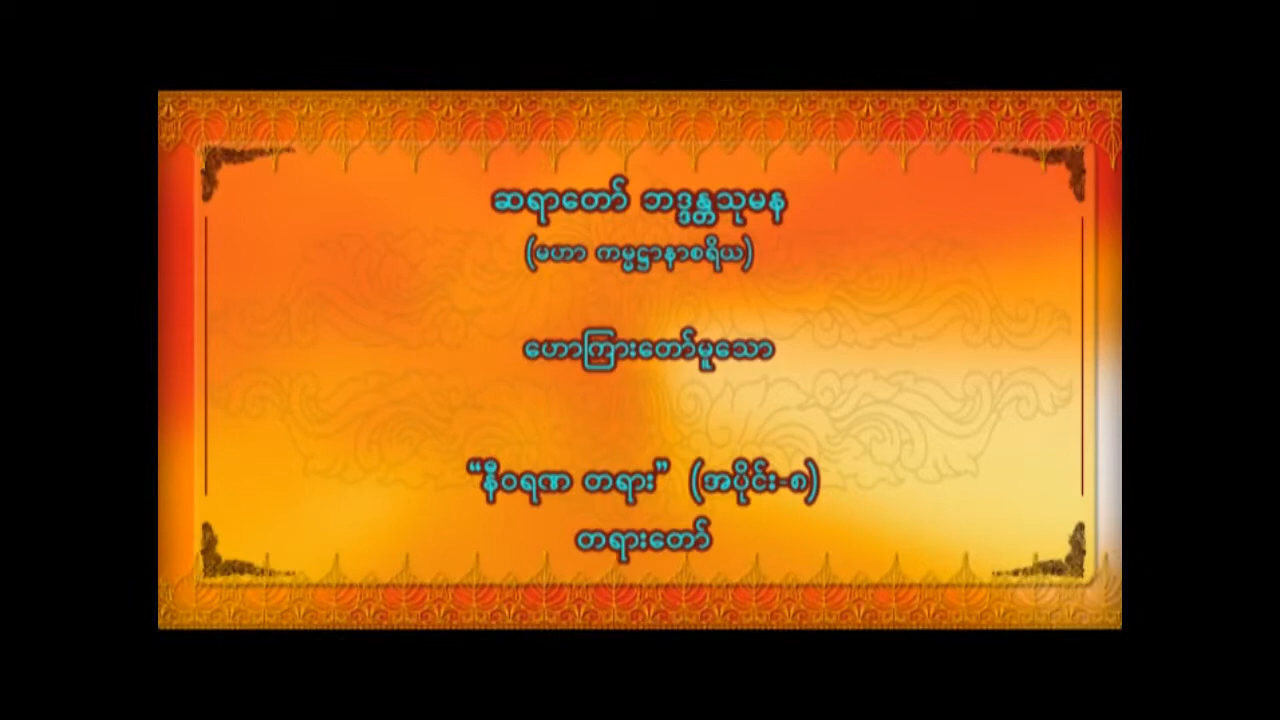 ဆရာတော် ဘဒ္ဒန္တသုမန
(မဟာ ကမ္မဋ္ဌာနာစရိယ)
ဟောကြားတော်မူသော
“နီဝရဏ တရား” (အပိုင်း-၈)
တရားတော်